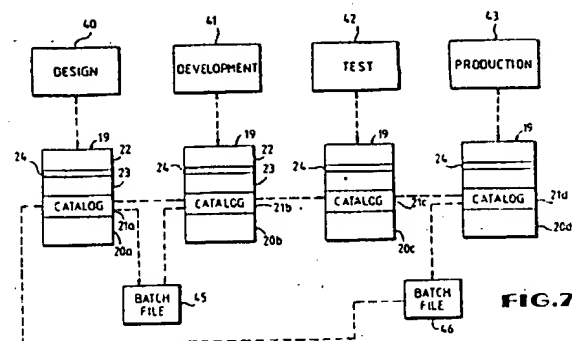 40 41 42 43
DESIGN DEVELOPMENT TEST PRODUCTION
19 19 19 19
22 22
24 24 24 24
23 23
CATALOG CATALOG CATALOG CATALOG
21a 21b 21c 21d
20a 20b 20c 20d
BATCH FILE 45
BATCH FILE 46
FIG.7